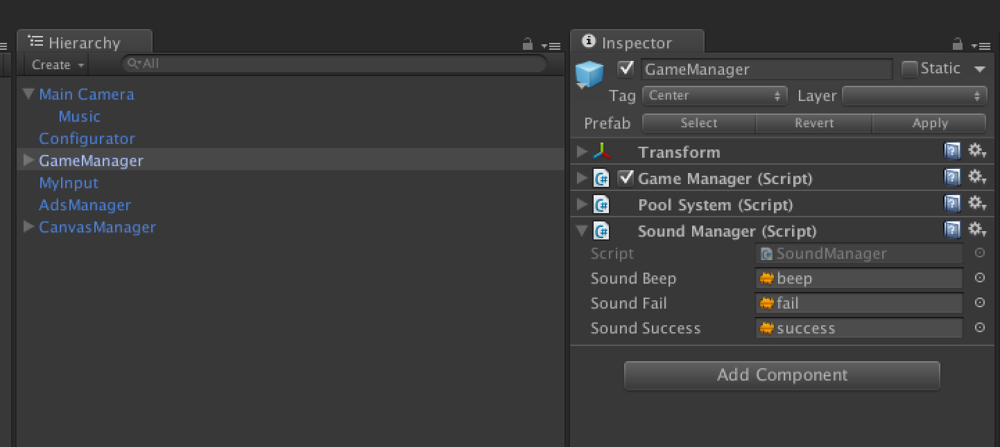 Hierarchy
Create
All
Main Camera
Music
Configurator
GameManager
MyInput
AdsManager
CanvasManager
Inspector
GameManager
Static
Tag Center Layer
Prefab Select Revert Apply
Transform
Game Manager (Script)
Pool System (Script)
Sound Manager (Script)
Script SoundManager
Sound Beep beep
Sound Fail fail
Sound Success success
Add Component